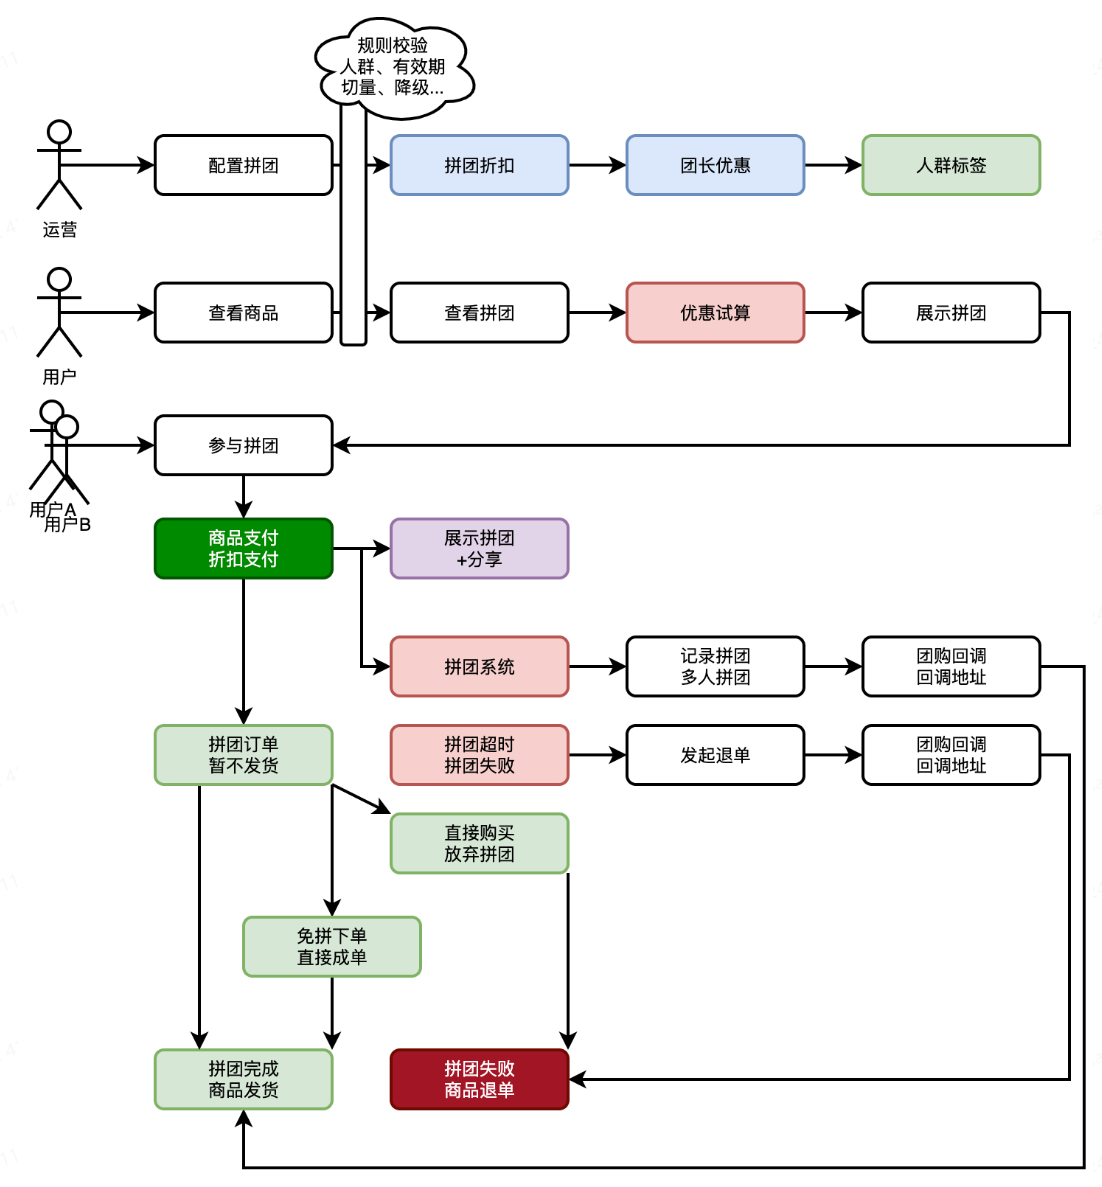 规则校验
人群、有效期
切量、降级...
配置拼团
拼团折扣
团长优惠
人群标签
运营
查看商品
查看拼团
优惠试算
展示拼团
用户
参与拼团
用户A
用户B
商品支付
折扣支付
展示拼团
+分享
拼团系统
记录拼团
多人拼团
团购回调
回调地址
拼团订单
暂不发货
拼团超时
拼团失败
发起退单
团购回调
回调地址
直接购买
放弃拼团
免拼下单
直接成单
拼团完成
商品发货
拼团失败
商品退单